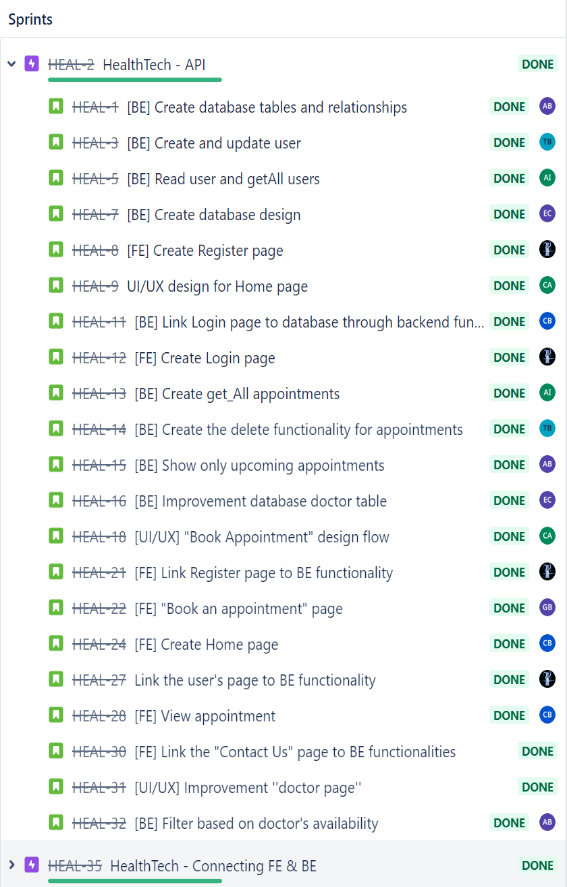 Sprints
HEAL-2 HealthTech - API DONE
HEAL-1 [BE] Create database tables and relationships DONE AB
HEAL-3 [BE] Create and update user DONE TB
HEAL-5 [BE] Read user and getAll users DONE AI
HEAL-7 [BE] Create database design DONE EC
HEAL-8 [FE] Create Register page DONE
HEAL-9 UI/UX design for Home page DONE CA
HEAL-11 [BE] Link Login page to database through backend fun... DONE CB
HEAL-12 [FE] Create Login page DONE
HEAL-13 [BE] Create get_All appointments DONE AI
HEAL-14 [BE] Create the delete functionality for appointments DONE TB
HEAL-15 [BE] Show only upcoming appointments DONE AB
HEAL-16 [BE] Improvement database doctor table DONE EC
HEAL-18 [UI/UX] "Book Appointment" design flow DONE CA
HEAL-21 [FE] Link Register page to BE functionality DONE
HEAL-22 [FE] "Book an appointment" page DONE GB
HEAL-24 [FE] Create Home page DONE CB
HEAL-27 Link the user's page to BE functionality DONE
HEAL-28 [FE] View appointment DONE CB
HEAL-30 [FE] Link the "Contact Us" page to BE functionalities DONE
HEAL-31 [UI/UX] Improvement ''doctor page'' DONE
HEAL-32 [BE] Filter based on doctor's availability DONE AB
HEAL-35 HealthTech - Connecting FE & BE DONE